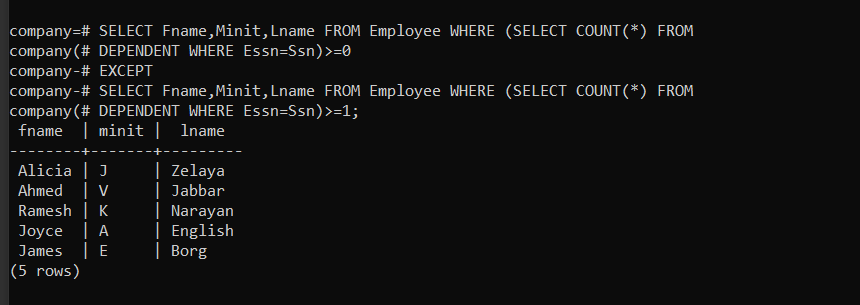 company=# SELECT Fname,Minit,Lname FROM Employee WHERE (SELECT COUNT(*) FROM
company(# DEPENDENT WHERE Essn=Ssn)>=0
company-# EXCEPT
company-# SELECT Fname,Minit,Lname FROM Employee WHERE (SELECT COUNT(*) FROM
company(# DEPENDENT WHERE Essn=Ssn)>=1;
 fname  | minit |  lname
--------+-------+---------
 Alicia | J     | Zelaya
 Ahmed  | V     | Jabbar
 Ramesh | K     | Narayan
 Joyce  | A     | English
 James  | E     | Borg
(5 rows)